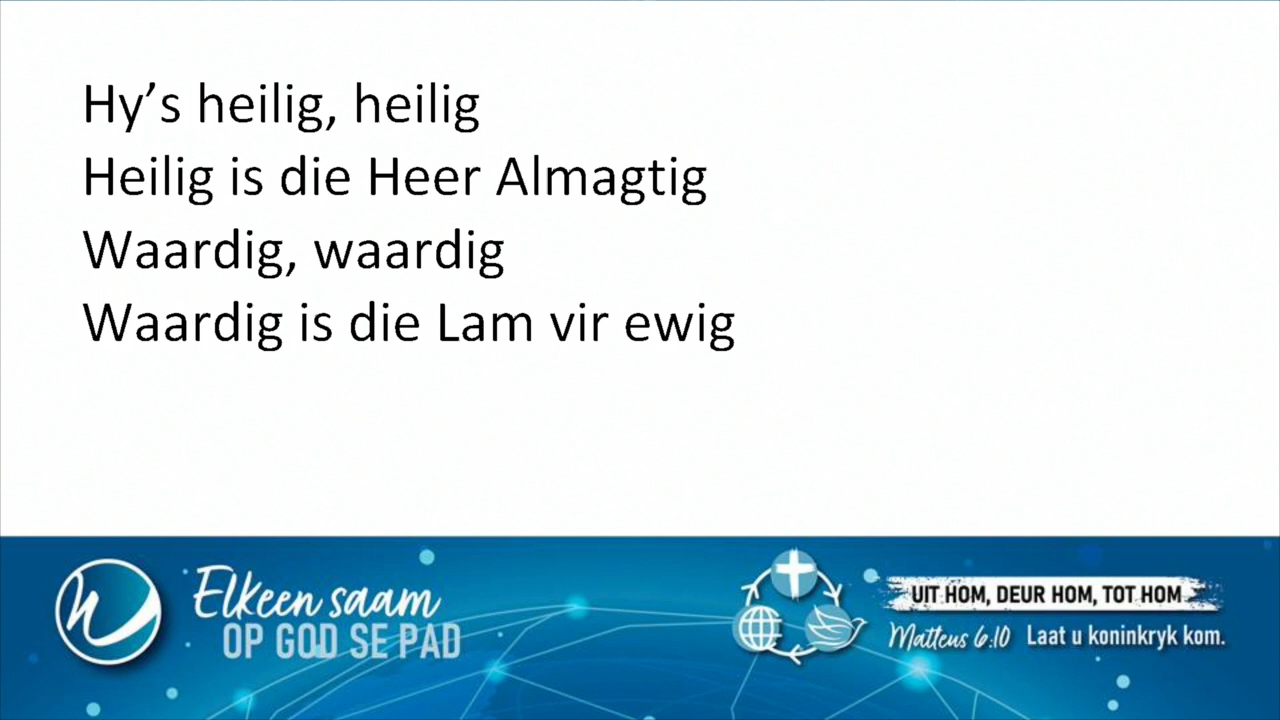 Hy’s heilig, heilig
Heilig is die Heer Almagtig
Waardig, waardig
Waardig is die Lam vir ewig
Elkeen saam
OP GOD SE PAD
UIT HOM, DEUR HOM, TOT HOM
Matteus 6:10 Laat u koninkryk kom.